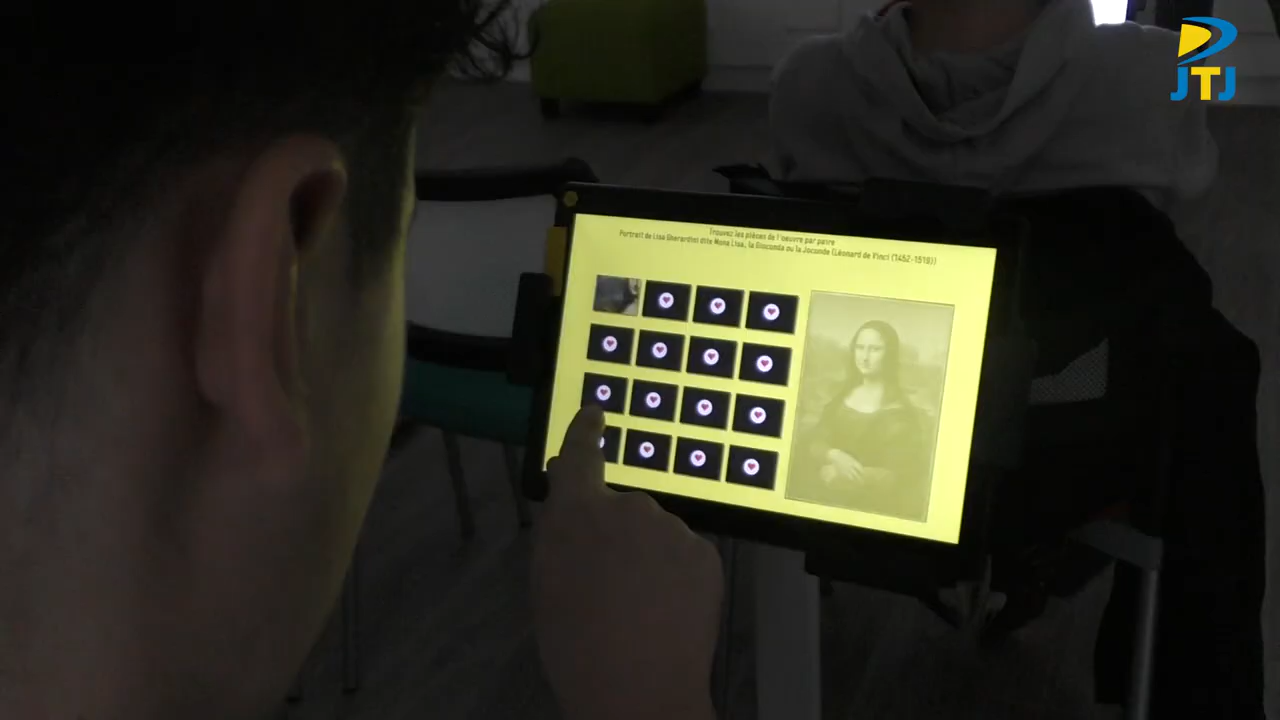 JTJ
Trouvez les pièces de l'oeuvre par paire
Portrait de Lisa Gherardini dite Mona Lisa, la Gioconda ou la Joconde (Léonard de Vinci (1452-1519))